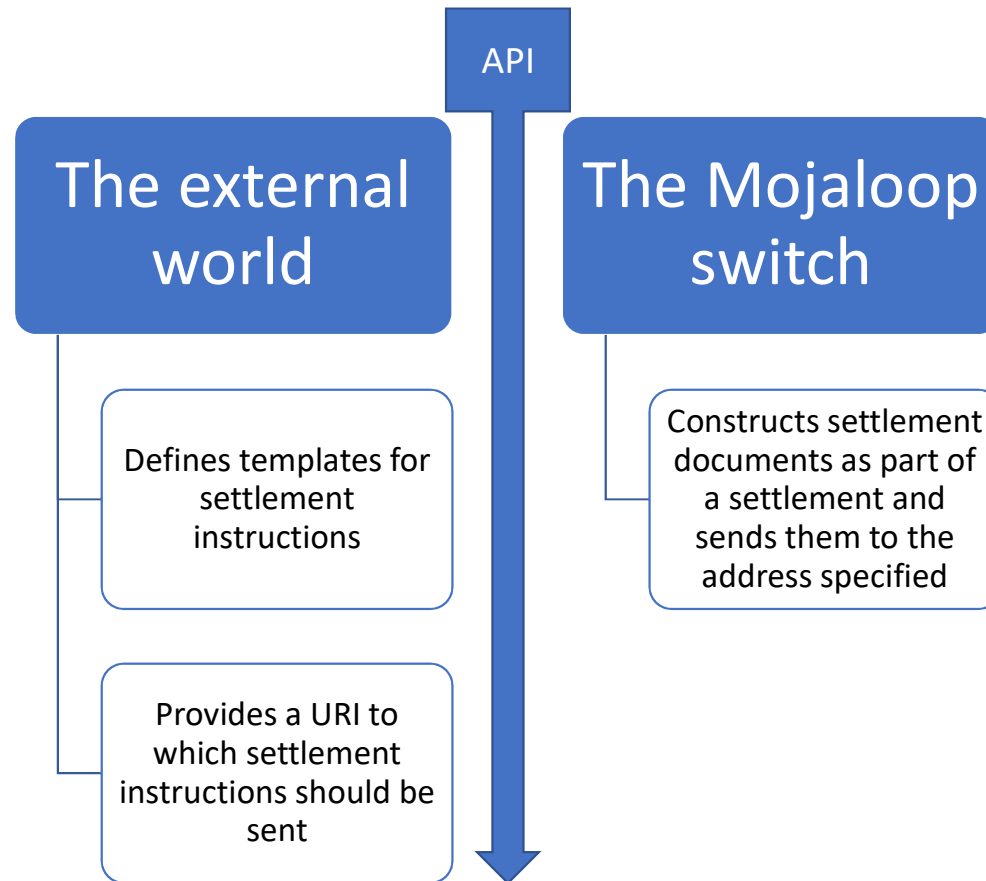 API
The external
world
Defines templates for
settlement
instructions
Provides a URI to
which settlement
instructions should be
sent
The Mojaloop
switch
Constructs settlement
documents as part of
a settlement and
sends them to the
address specified